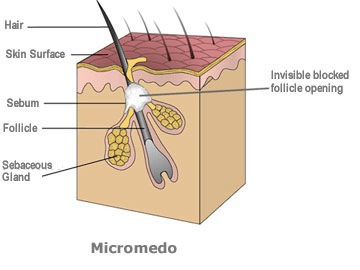 Hair
Skin Surface
Sebum
Follicle
Sebaceous
Gland
Invisible blocked
follicle opening
Micromedo